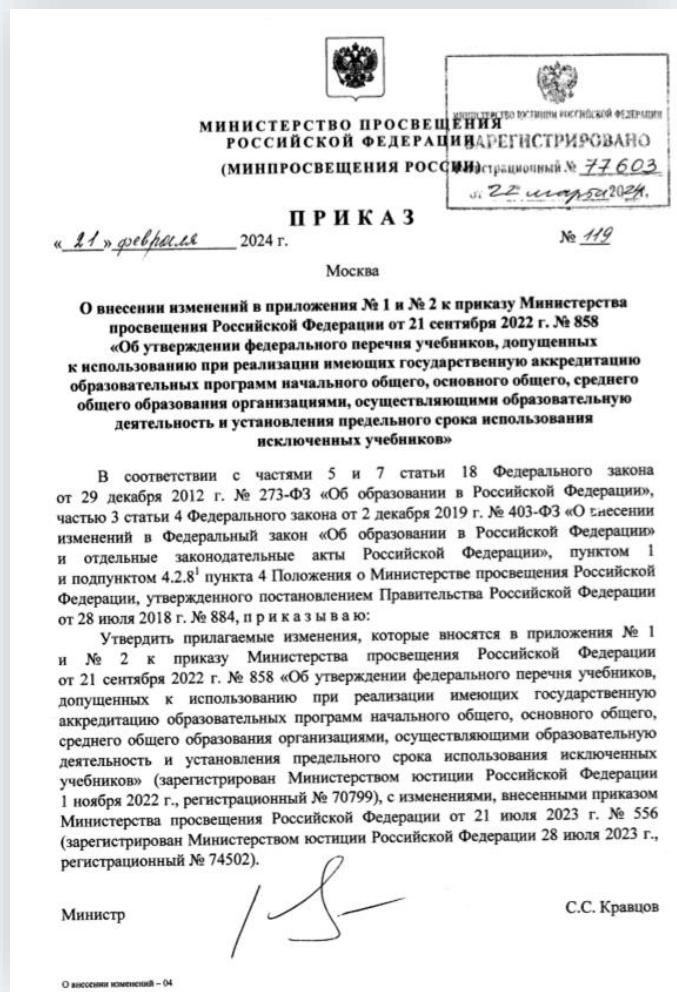 МИНИСТЕРСТВО ПРОСВЕЩЕНИЯ
РОССИЙСКОЙ ФЕДЕРАЦИИ
(МИНПРОСВЕЩЕНИЯ РОССИИ)
МИНИСТЕРСТВО ЮСТИЦИИ РОССИЙСКОЙ ФЕДЕРАЦИИ
ЗАРЕГИСТРИРОВАНО
Регистрационный № 77603
от 22 марта 2024.
ПРИКАЗ
« 21 » февраля 2024 г.
№ 119
Москва
О внесении изменений в приложения № 1 и № 2 к приказу Министерства
просвещения Российской Федерации от 21 сентября 2022 г. № 858
«Об утверждении федерального перечня учебников, допущенных
к использованию при реализации имеющих государственную аккредитацию
образовательных программ начального общего, основного общего, среднего
общего образования организациями, осуществляющими образовательную
деятельность и установления предельного срока использования
исключенных учебников»
В соответствии с частями 5 и 7 статьи 18 Федерального закона
от 29 декабря 2012 г. № 273-ФЗ «Об образовании в Российской Федерации»,
частью 3 статьи 4 Федерального закона от 2 декабря 2019 г. № 403-ФЗ «О внесении
изменений в Федеральный закон «Об образовании в Российской Федерации»
и отдельные законодательные акты Российской Федерации», пунктом 1
и подпунктом 4.2.8¹ пункта 4 Положения о Министерстве просвещения Российской
Федерации, утвержденного постановлением Правительства Российской Федерации
от 28 июля 2018 г. № 884, п р и к а з ы в а ю:
Утвердить прилагаемые изменения, которые вносятся в приложения № 1
и № 2 к приказу Министерства просвещения Российской Федерации
от 21 сентября 2022 г. № 858 «Об утверждении федерального перечня учебников,
допущенных к использованию при реализации имеющих государственную
аккредитацию образовательных программ начального общего, основного общего,
среднего общего образования организациями, осуществляющими образовательную
деятельность и установления предельного срока использования исключенных
учебников» (зарегистрирован Министерством юстиции Российской Федерации
1 ноября 2022 г., регистрационный № 70799), с изменениями, внесенными приказом
Министерства просвещения Российской Федерации от 21 июля 2023 г. № 556
(зарегистрирован Министерством юстиции Российской Федерации 28 июля 2023 г.,
регистрационный № 74502).
Министр
С.С. Кравцов
О внесении изменений – 04